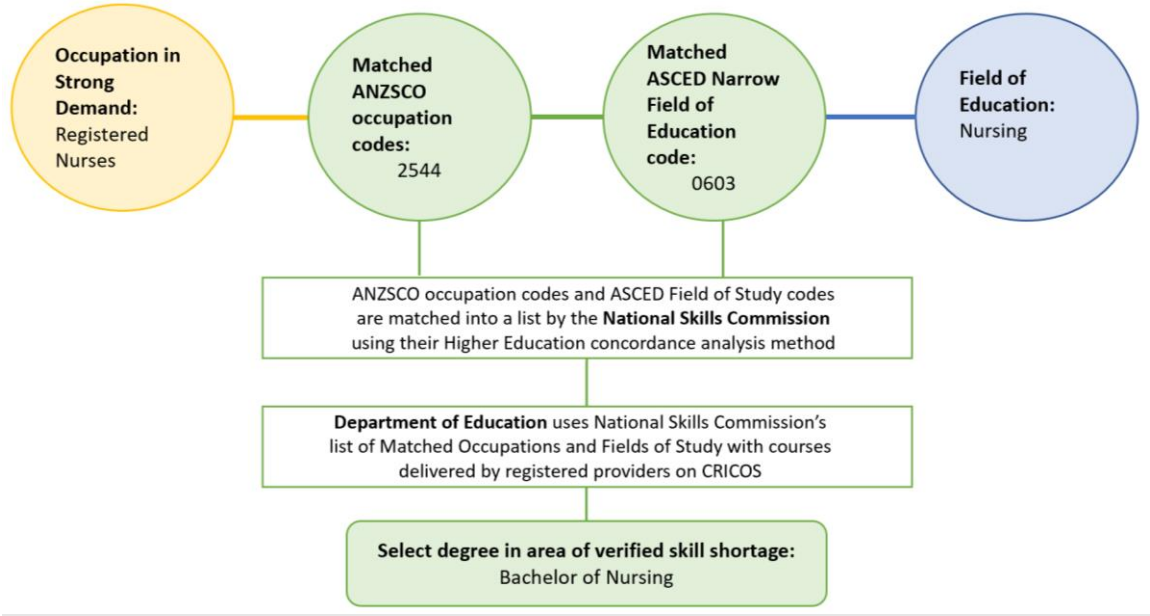 Occupation in
Strong
Demand:
Registered
Nurses
Matched
ANZSCO
occupation
codes:
2544
Matched
ASCED Narrow
Field of
Education
code:
0603
Field of
Education:
Nursing
ANZSCO occupation codes and ASCED Field of Study codes
are matched into a list by the National Skills Commission
using their Higher Education concordance analysis method
Department of Education uses National Skills Commission’s
list of Matched Occupations and Fields of Study with courses
delivered by registered providers on CRICOS
Select degree in area of verified skill shortage:
Bachelor of Nursing